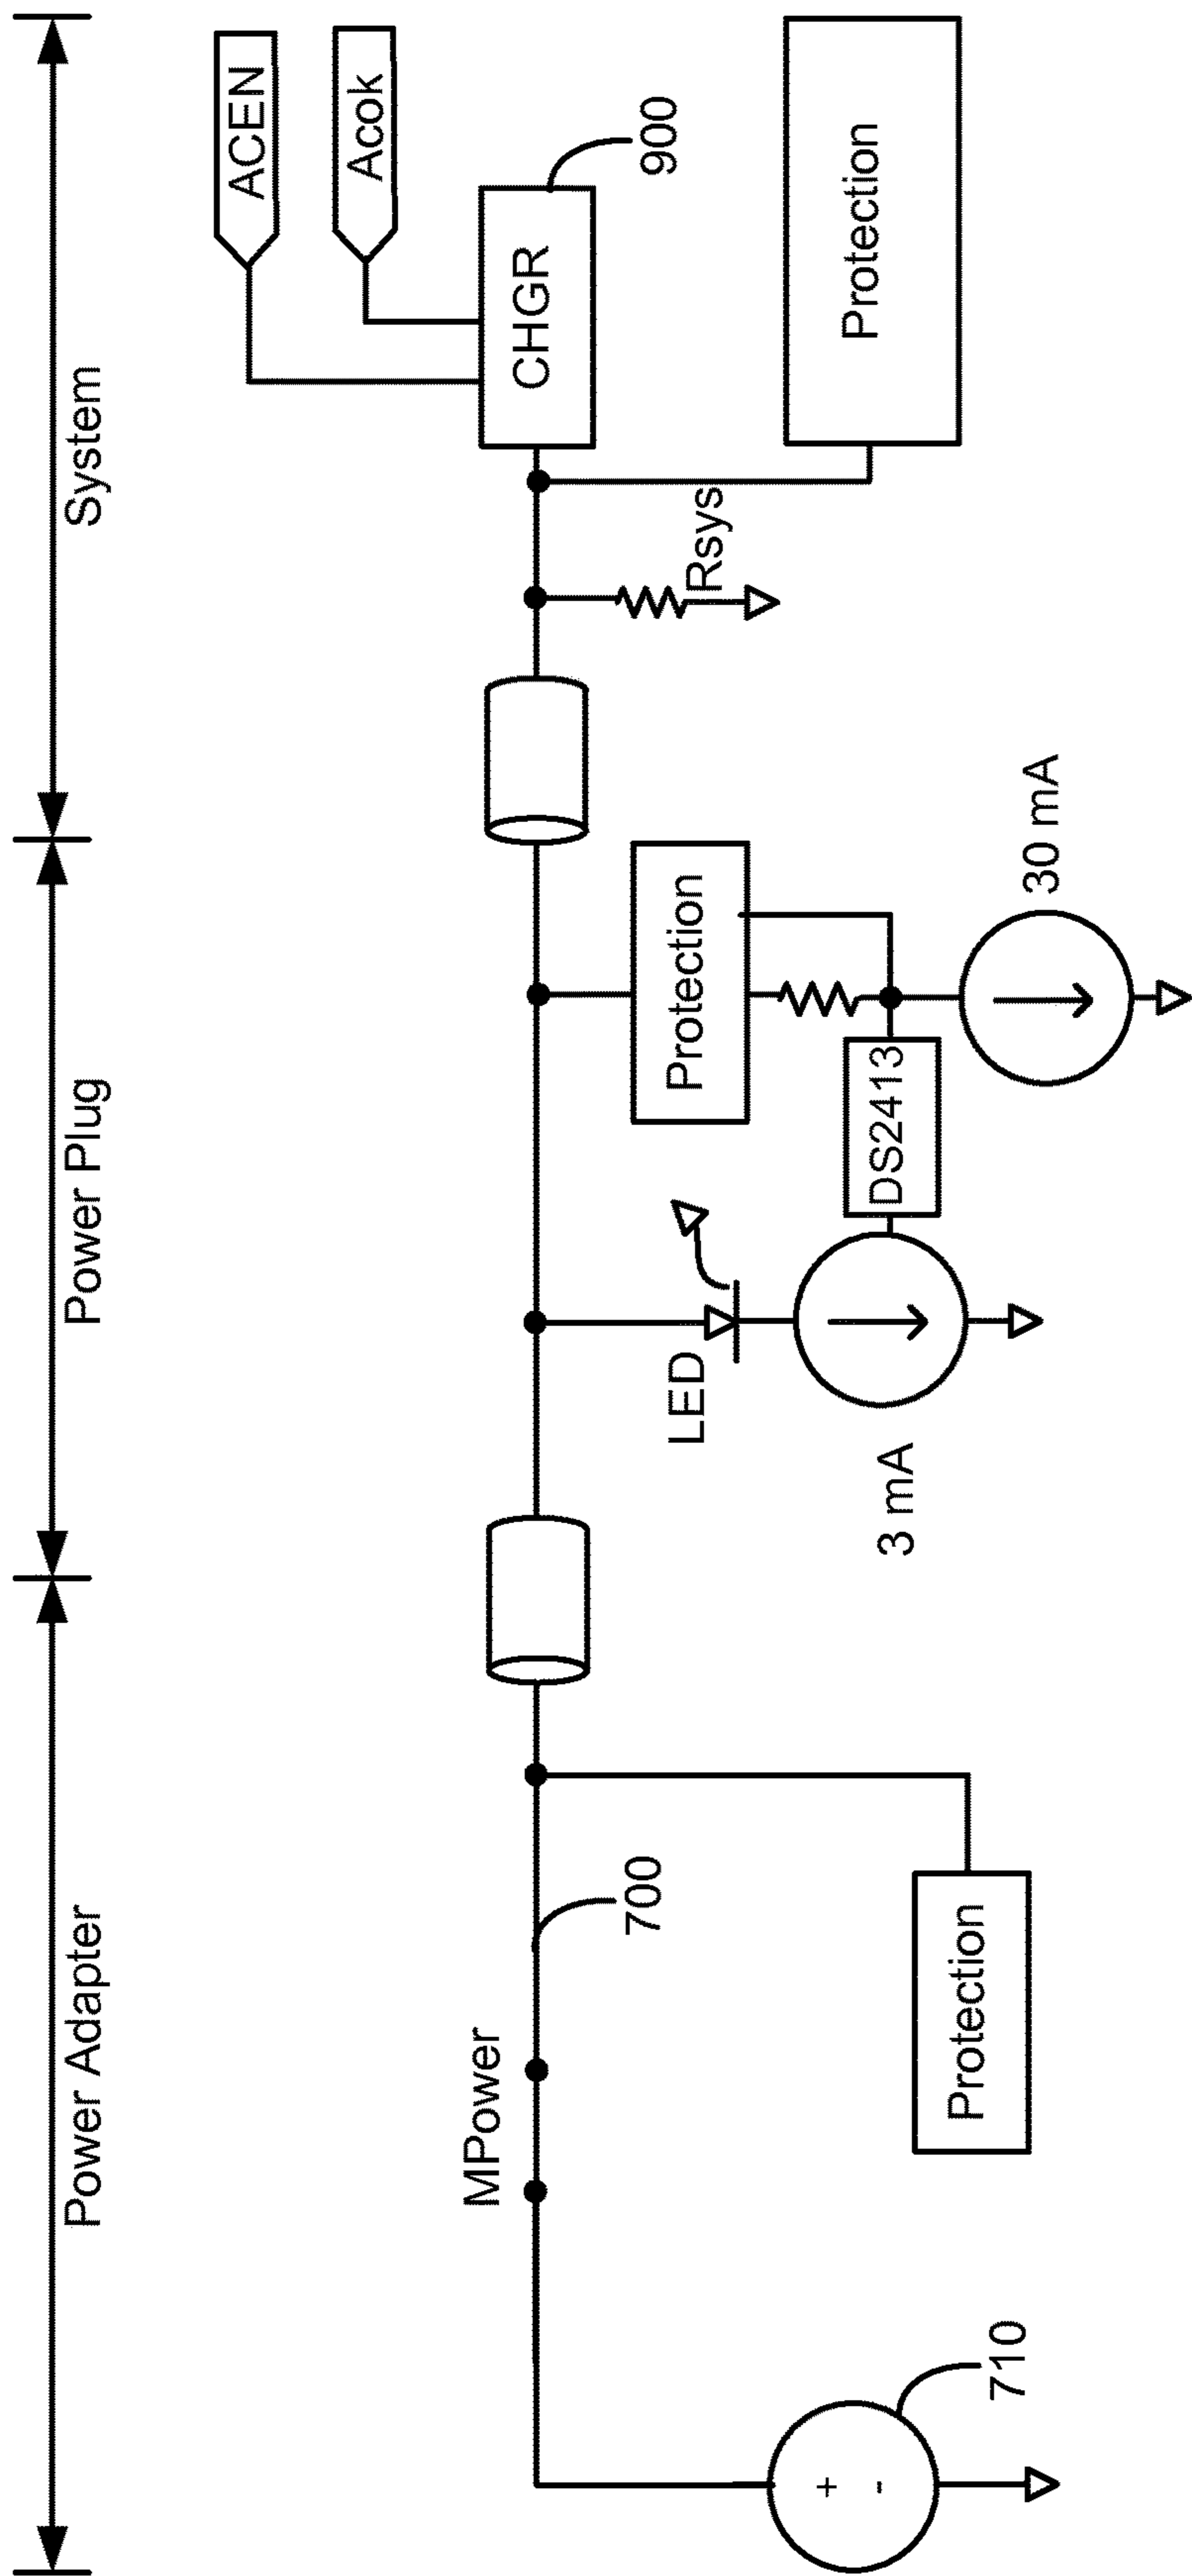 Power Adapter
Power Plug
System
ACEN
Acok
MPower
CHGR
700
900
LED
Protection
Rsys
3 mA
DS2413
Protection
710
+
-
Protection
30 mA